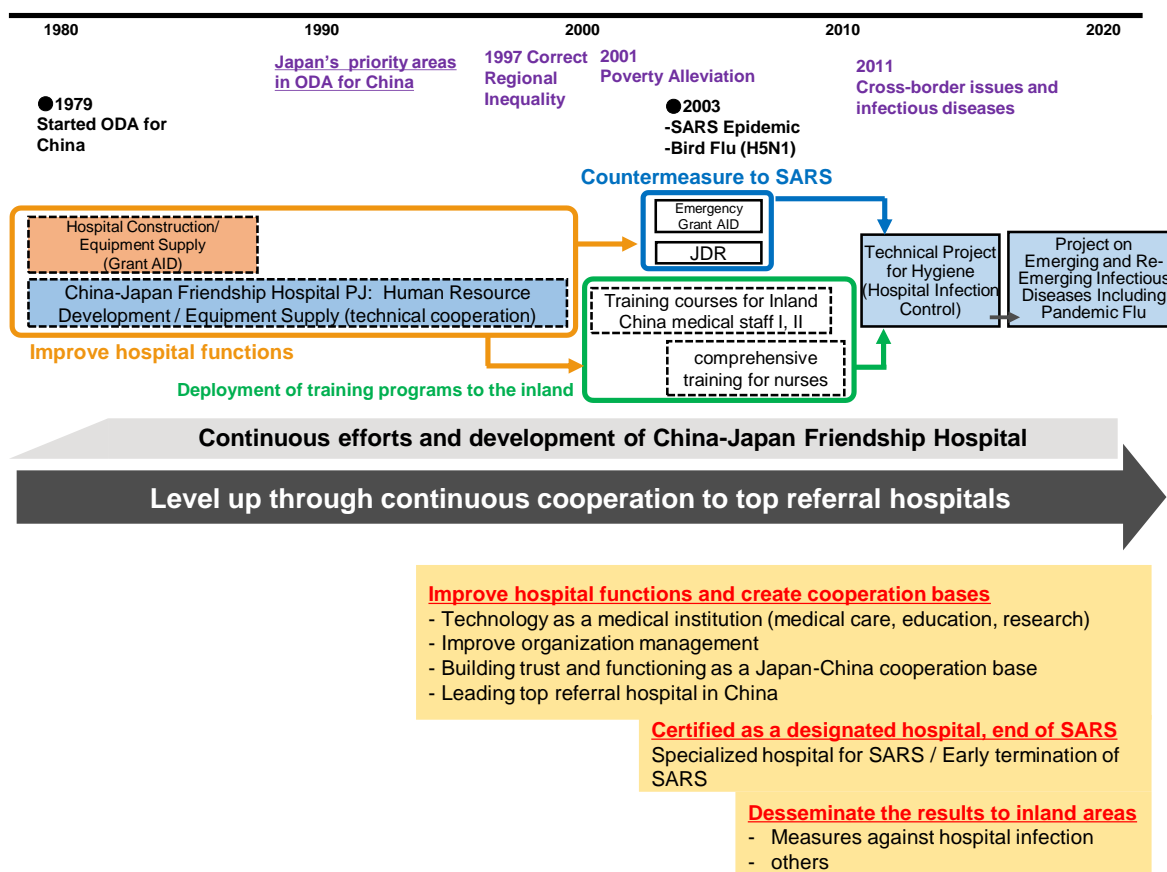 1980
1990
2000
2010
2020
Japan's priority areas
in ODA for China
1997 Correct
Regional
Inequality
2001
Poverty Alleviation
2011
Cross-border issues and
infectious diseases
●1979
Started ODA for
China
●2003
-SARS Epidemic
-Bird Flu (H5N1)
Countermeasure to SARS
Hospital Construction/
Equipment Supply
(Grant AID)
China-Japan Friendship Hospital PJ: Human Resource
Development / Equipment Supply (technical cooperation)
Improve hospital functions
Emergency
Grant AID
JDR
Training courses for Inland
China medical staff I, II
comprehensive
training for nurses
Deployment of training programs to the inland
Technical Project
for Hygiene
(Hospital Infection
Control)
Project on
Emerging and Re-
Emerging Infectious
Diseases Including
Pandemic Flu
Continuous efforts and development of China-Japan Friendship Hospital
Level up through continuous cooperation to top referral hospitals
Improve hospital functions and create cooperation bases
- Technology as a medical institution (medical care, education, research)
- Improve organization management
- Building trust and functioning as a Japan-China cooperation base
- Leading top referral hospital in China
Certified as a designated hospital, end of SARS
Specialized hospital for SARS / Early termination of
SARS
Desseminate the results to inland areas
- Measures against hospital infection
- others